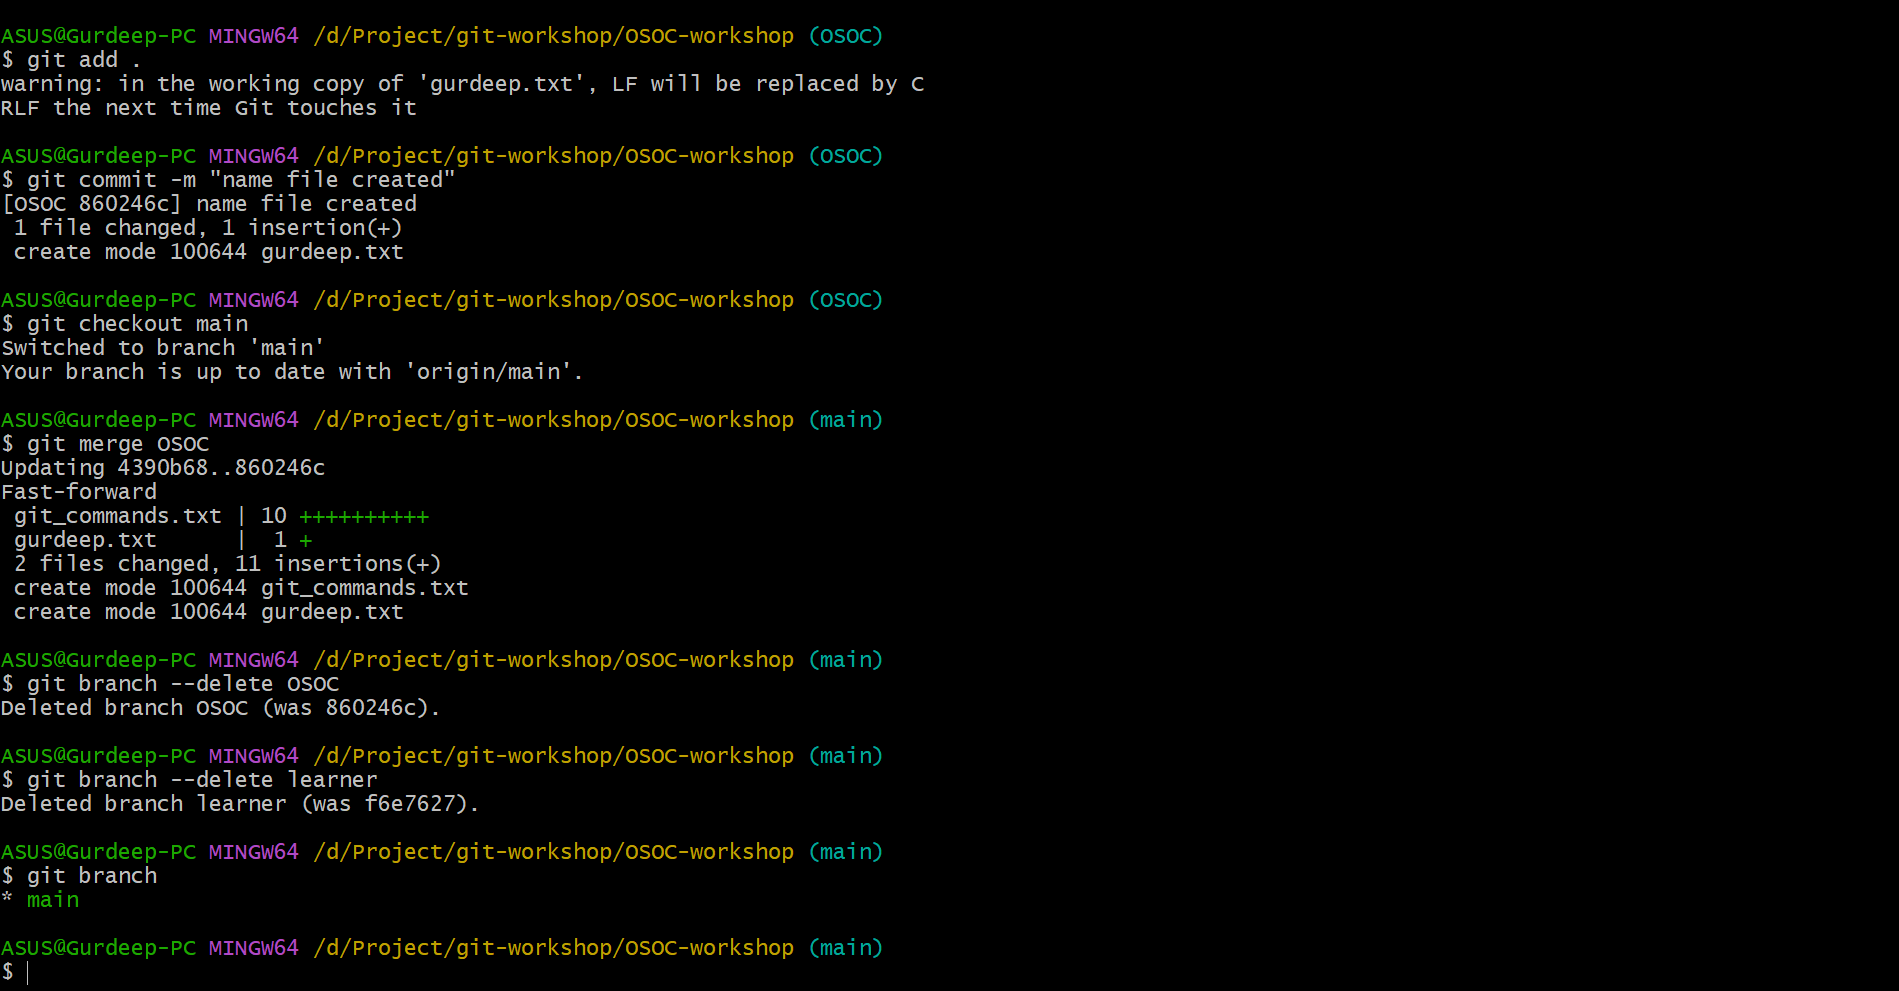 ASUS@Gurdeep-PC MINGW64 /d/Project/git-workshop/OSOC-workshop (OSOC)
$ git add .
warning: in the working copy of 'gurdeep.txt', LF will be replaced by C
RLF the next time Git touches it
ASUS@Gurdeep-PC MINGW64 /d/Project/git-workshop/OSOC-workshop (OSOC)
$ git commit -m "name file created"
[OSOC 860246c] name file created
 1 file changed, 1 insertion(+)
 create mode 100644 gurdeep.txt
ASUS@Gurdeep-PC MINGW64 /d/Project/git-workshop/OSOC-workshop (OSOC)
$ git checkout main
Switched to branch 'main'
Your branch is up to date with 'origin/main'.
ASUS@Gurdeep-PC MINGW64 /d/Project/git-workshop/OSOC-workshop (main)
$ git merge OSOC
Updating 4390b68..860246c
Fast-forward
 git_commands.txt | 10 ++++++++++
 gurdeep.txt      |  1 +
 2 files changed, 11 insertions(+)
 create mode 100644 git_commands.txt
 create mode 100644 gurdeep.txt
ASUS@Gurdeep-PC MINGW64 /d/Project/git-workshop/OSOC-workshop (main)
$ git branch --delete OSOC
Deleted branch OSOC (was 860246c).
ASUS@Gurdeep-PC MINGW64 /d/Project/git-workshop/OSOC-workshop (main)
$ git branch --delete learner
Deleted branch learner (was f6e7627).
ASUS@Gurdeep-PC MINGW64 /d/Project/git-workshop/OSOC-workshop (main)
$ git branch
* main
ASUS@Gurdeep-PC MINGW64 /d/Project/git-workshop/OSOC-workshop (main)
$